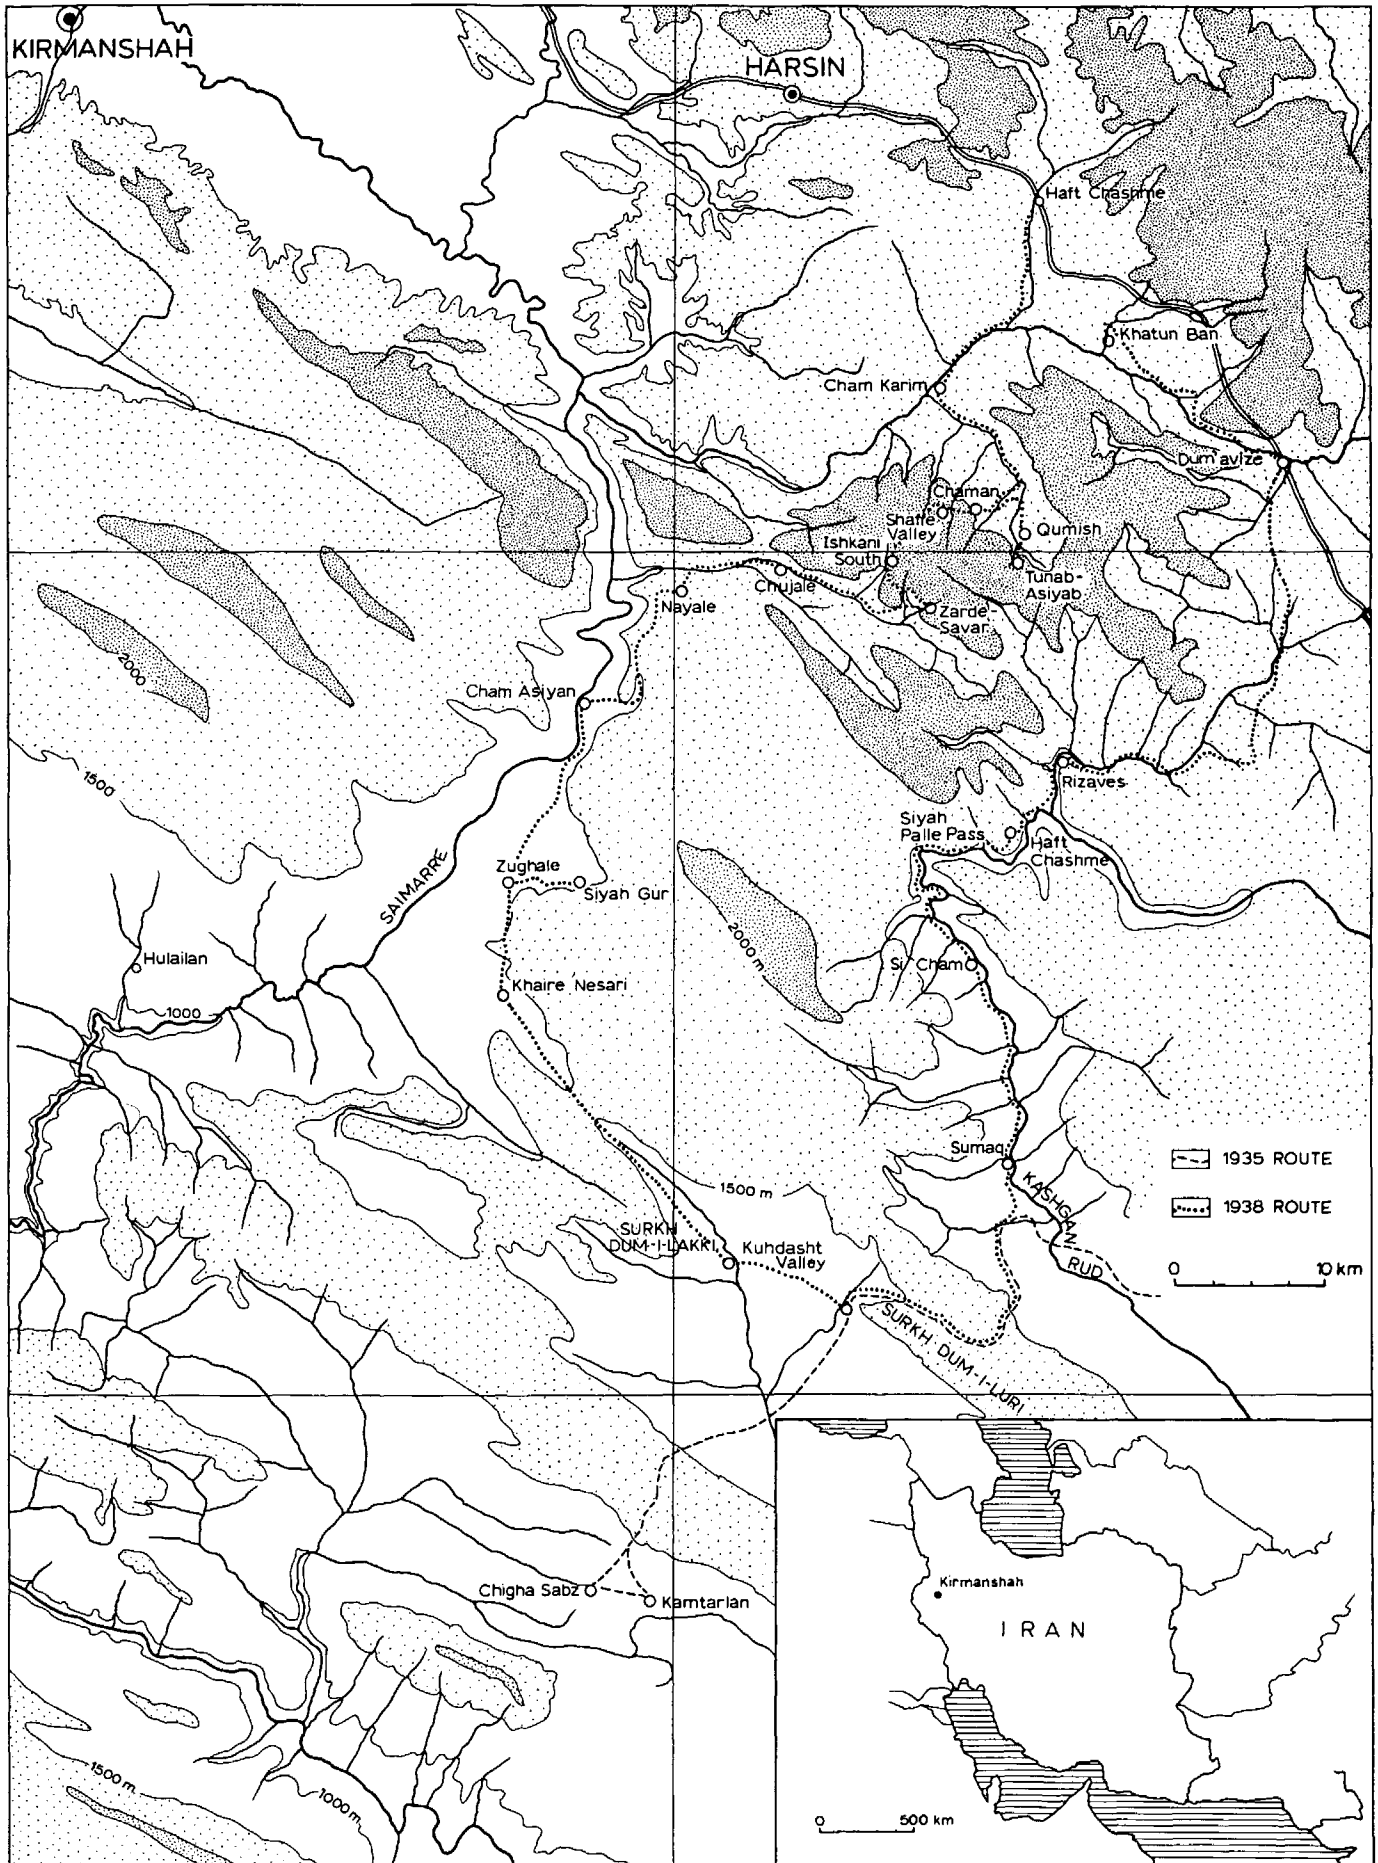 KIRMANSHAH
HARSIN
Haft Chashme
Khatun Ban
Cham Karim
Dum'avize
Chaman
Shaffe
Valley
Qumish
Ishkani
South
Tunab-
Asiyab
Chujale
Nayale
Zarde
Savar
2000
Cham Asiyan
1500
Rizaves
Siyah
Palle Pass
Haft
Chashme
Zughale
Siyah Gur
SAIMARRE
2000 m
Hulailan
Si Cham
Khaire Nesari
1000
Sumaq
1935 ROUTE
KASHGAN
RUD
1500 m
1938 ROUTE
SURKH
DUM-I-LAKKI
Kuhdasht
Valley
0 10 km
SURKH DUM-I-LURI
Chigha Sabz
Kamtarlan
Kirmanshah
IRAN
1500 m
1000 m
0 500 km